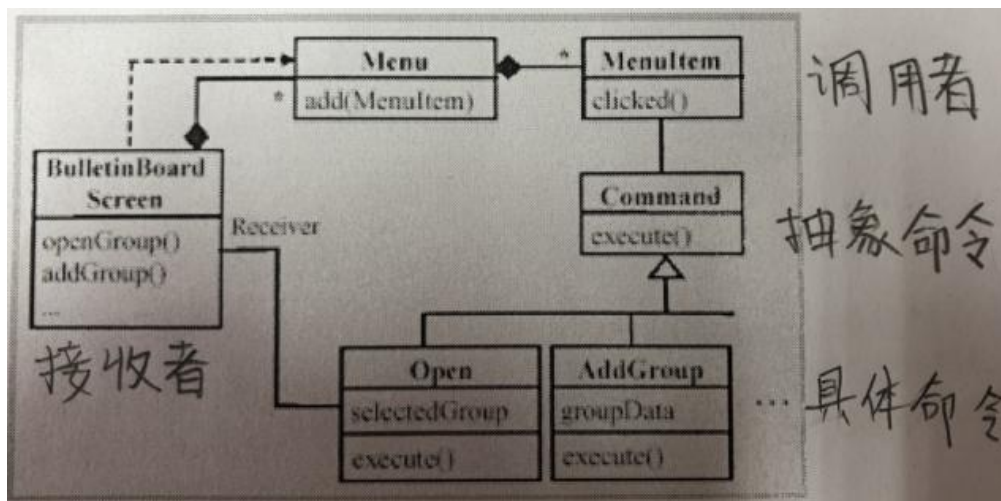 Menu
add(MenuItem)
*
*
MenuItem
clicked()
调用者
BulletinBoard
Screen
openGroup()
addGroup()
...
Receiver
Command
execute()
抽象命令
接收者
Open
selectedGroup
execute()
AddGroup
groupData
execute()
... 具体命令